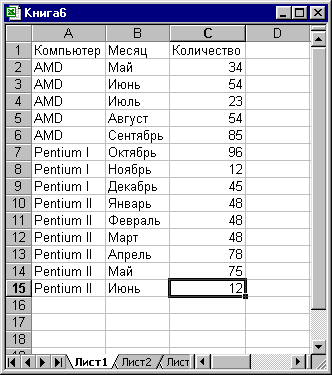 Книга6
A B C D
1 Компьютер Месяц Количество
2 AMD Май 34
3 AMD Июнь 54
4 AMD Июль 23
5 AMD Август 54
6 AMD Сентябрь 85
7 Pentium I Октябрь 96
8 Pentium I Ноябрь 12
9 Pentium I Декабрь 45
10 Pentium II Январь 48
11 Pentium II Февраль 48
12 Pentium II Март 48
13 Pentium II Апрель 78
14 Pentium II Май 75
15 Pentium II Июнь 12
16
17
18
Лист1 Лист2 Лист